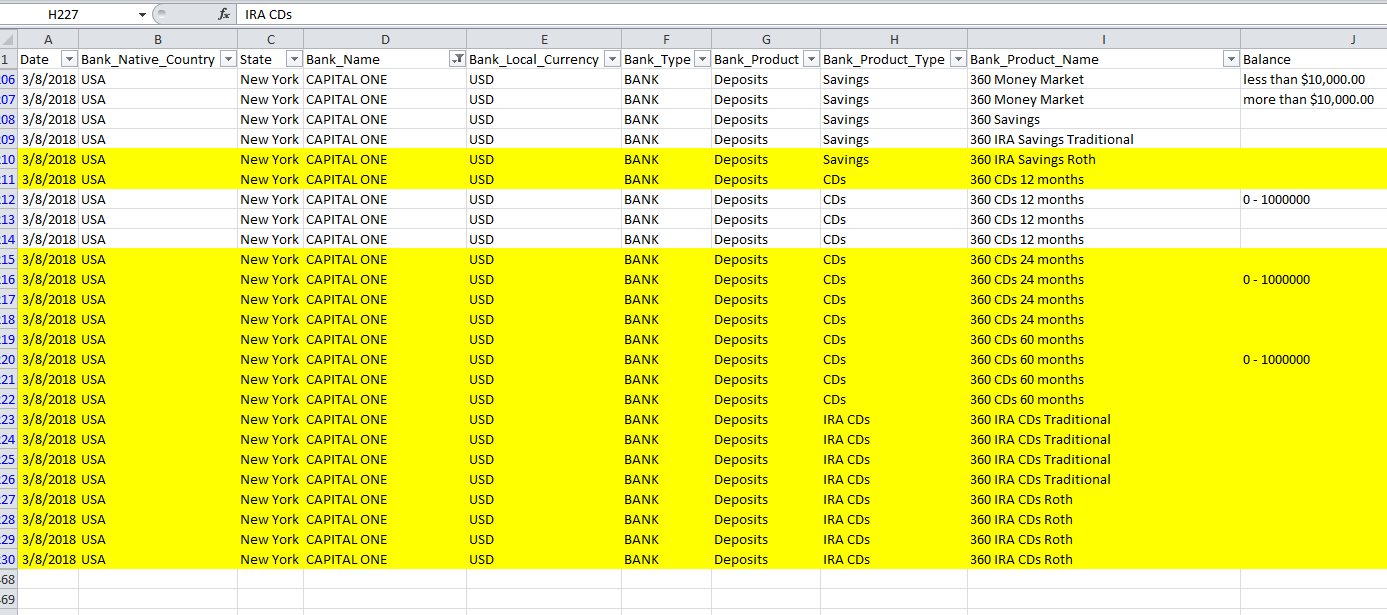 H227 fx IRA CDs
A B C D E F G H I J
1 Date Bank_Native_Country State Bank_Name Bank_Local_Currency Bank_Type Bank_Product Bank_Product_Type Bank_Product_Name Balance
06 3/8/2018 USA New York CAPITAL ONE USD BANK Deposits Savings 360 Money Market less than $10,000.00
07 3/8/2018 USA New York CAPITAL ONE USD BANK Deposits Savings 360 Money Market more than $10,000.00
08 3/8/2018 USA New York CAPITAL ONE USD BANK Deposits Savings 360 Savings
09 3/8/2018 USA New York CAPITAL ONE USD BANK Deposits Savings 360 IRA Savings Traditional
10 3/8/2018 USA New York CAPITAL ONE USD BANK Deposits Savings 360 IRA Savings Roth
11 3/8/2018 USA New York CAPITAL ONE USD BANK Deposits CDs 360 CDs 12 months
12 3/8/2018 USA New York CAPITAL ONE USD BANK Deposits CDs 360 CDs 12 months 0 - 1000000
13 3/8/2018 USA New York CAPITAL ONE USD BANK Deposits CDs 360 CDs 12 months
14 3/8/2018 USA New York CAPITAL ONE USD BANK Deposits CDs 360 CDs 12 months
15 3/8/2018 USA New York CAPITAL ONE USD BANK Deposits CDs 360 CDs 24 months
16 3/8/2018 USA New York CAPITAL ONE USD BANK Deposits CDs 360 CDs 24 months 0 - 1000000
17 3/8/2018 USA New York CAPITAL ONE USD BANK Deposits CDs 360 CDs 24 months
18 3/8/2018 USA New York CAPITAL ONE USD BANK Deposits CDs 360 CDs 24 months
19 3/8/2018 USA New York CAPITAL ONE USD BANK Deposits CDs 360 CDs 60 months
20 3/8/2018 USA New York CAPITAL ONE USD BANK Deposits CDs 360 CDs 60 months 0 - 1000000
21 3/8/2018 USA New York CAPITAL ONE USD BANK Deposits CDs 360 CDs 60 months
22 3/8/2018 USA New York CAPITAL ONE USD BANK Deposits CDs 360 CDs 60 months
23 3/8/2018 USA New York CAPITAL ONE USD BANK Deposits IRA CDs 360 IRA CDs Traditional
24 3/8/2018 USA New York CAPITAL ONE USD BANK Deposits IRA CDs 360 IRA CDs Traditional
25 3/8/2018 USA New York CAPITAL ONE USD BANK Deposits IRA CDs 360 IRA CDs Traditional
26 3/8/2018 USA New York CAPITAL ONE USD BANK Deposits IRA CDs 360 IRA CDs Traditional
27 3/8/2018 USA New York CAPITAL ONE USD BANK Deposits IRA CDs 360 IRA CDs Roth
28 3/8/2018 USA New York CAPITAL ONE USD BANK Deposits IRA CDs 360 IRA CDs Roth
29 3/8/2018 USA New York CAPITAL ONE USD BANK Deposits IRA CDs 360 IRA CDs Roth
30 3/8/2018 USA New York CAPITAL ONE USD BANK Deposits IRA CDs 360 IRA CDs Roth
68
69